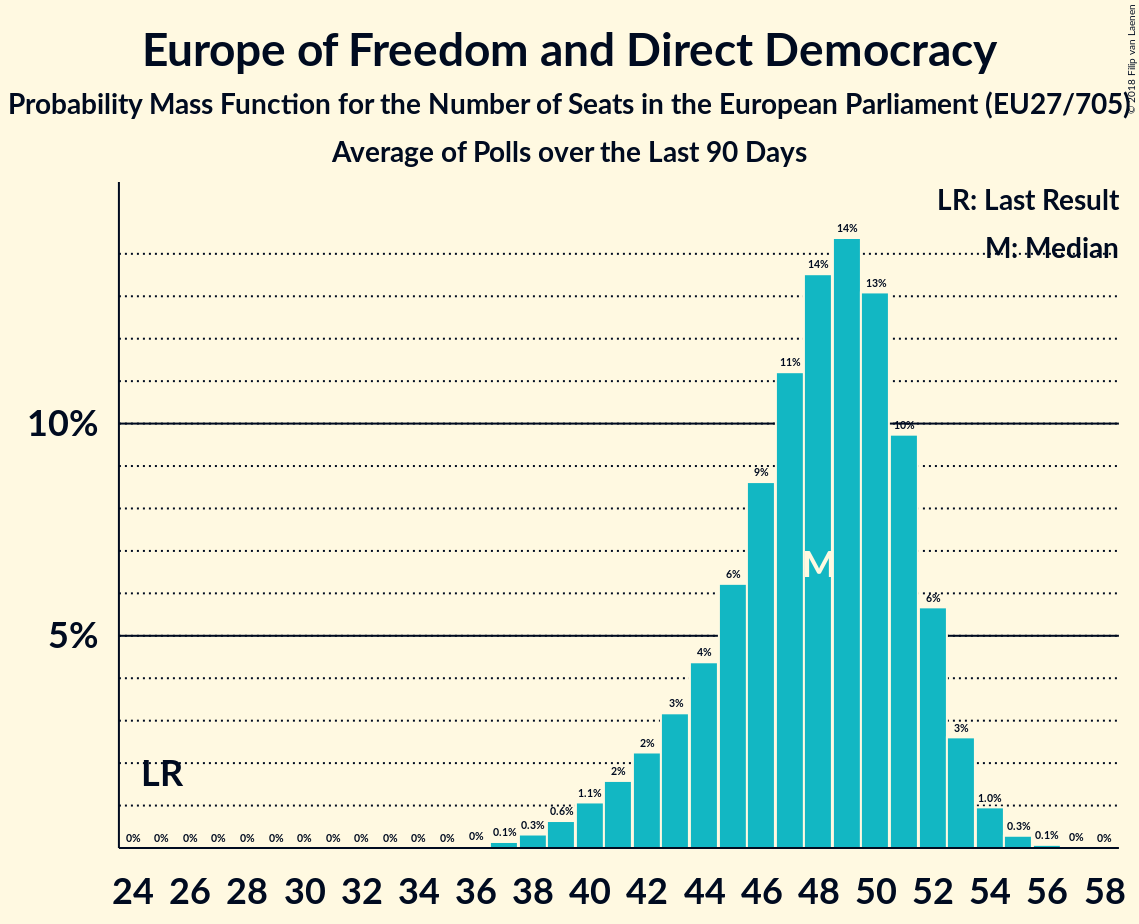 Europe of Freedom and Direct Democracy
Probability Mass Function for the Number of Seats in the European Parliament (EU27/705)
Average of Polls over the Last 90 Days
© 2018 Filip van Laenen
LR: Last Result
M: Median
10%
5%
0% 0% 0% 0% 0% 0% 0% 0% 0% 0% 0% 0% 0% 0.1% 0.3% 0.6% 1.1% 2% 2% 3% 4% 6% 9% 11% 14% 14% 13% 10% 6% 3% 1.0% 0.3% 0.1% 0% 0%
LR
M
24 26 28 30 32 34 36 38 40 42 44 46 48 50 52 54 56 58